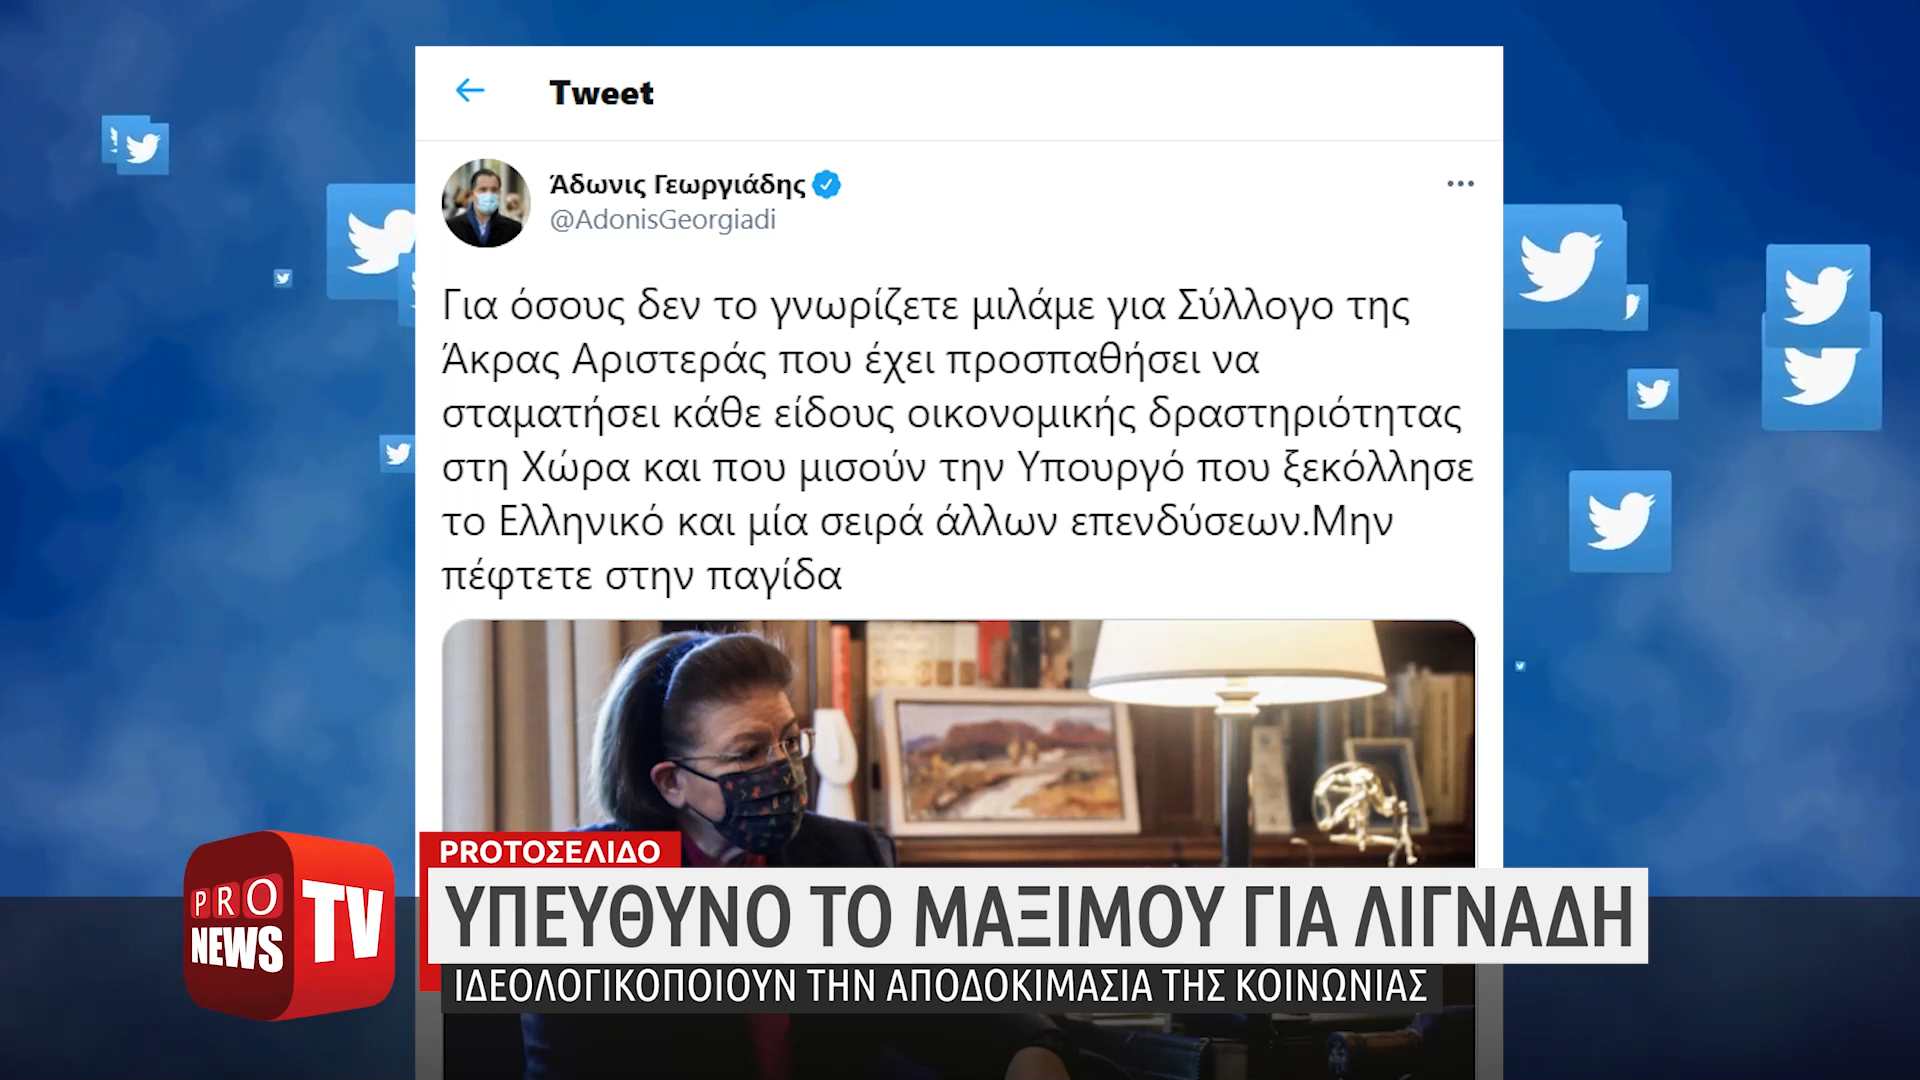 Tweet
Άδωνις Γεωργιάδης
@AdonisGeorgiadi
Για όσους δεν το γνωρίζετε μιλάμε για Σύλλογο της
Άκρας Αριστεράς που έχει προσπαθήσει να
σταματήσει κάθε είδους οικονομικής δραστηριότητας
στη Χώρα και που μισούν την Υπουργό που ξεκόλλησε
το Ελληνικό και μία σειρά άλλων επενδύσεων.Μην
πέφτετε στην παγίδα
PROTOΣΕΛΙΔΟ
ΥΠΕΥΘΥΝΟ ΤΟ ΜΑΞΙΜΟΥ ΓΙΑ ΛΙΓΝΑΔΗ
ΙΔΕΟΛΟΓΙΚΟΠΟΙΟΥΝ ΤΗΝ ΑΠΟΔΟΚΙΜΑΣΙΑ ΤΗΣ ΚΟΙΝΩΝΙΑΣ
PRO
NEWS
TV